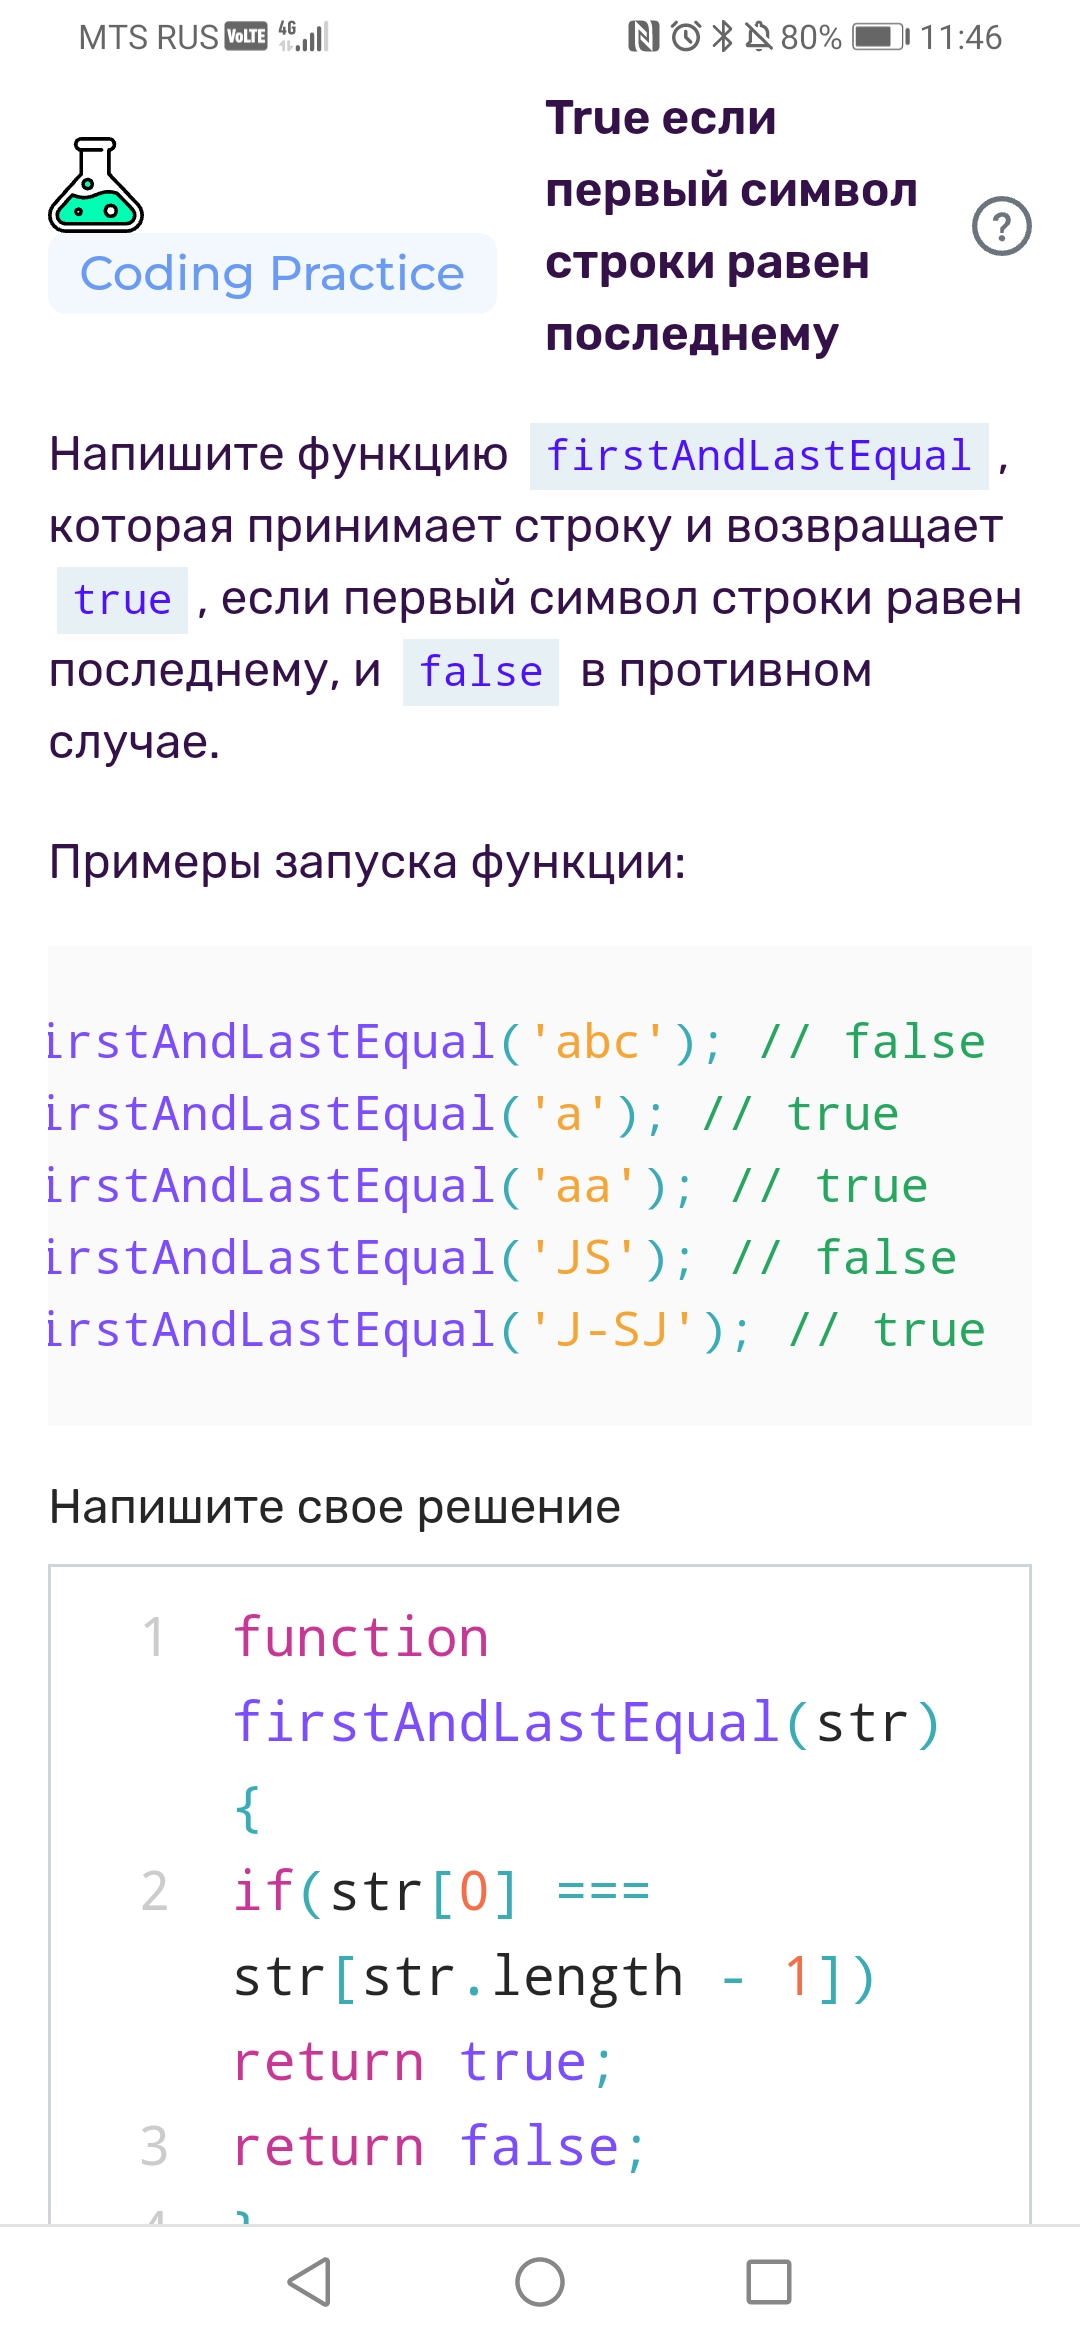 MTS RUS VoLTE 4G 80% 11:46
True если
первый символ
строки равен
последнему
?
Coding Practice
Напишите функцию firstAndLastEqual ,
которая принимает строку и возвращает
true , если первый символ строки равен
последнему, и false в противном
случае.
Примеры запуска функции:
irstAndLastEqual('abc'); // false
irstAndLastEqual('a'); // true
irstAndLastEqual('aa'); // true
irstAndLastEqual('JS'); // false
irstAndLastEqual('J-SJ'); // true
Напишите свое решение
1 function
firstAndLastEqual(str)
{
2 if(str[0] ===
str[str.length - 1])
return true;
3 return false;
4 }